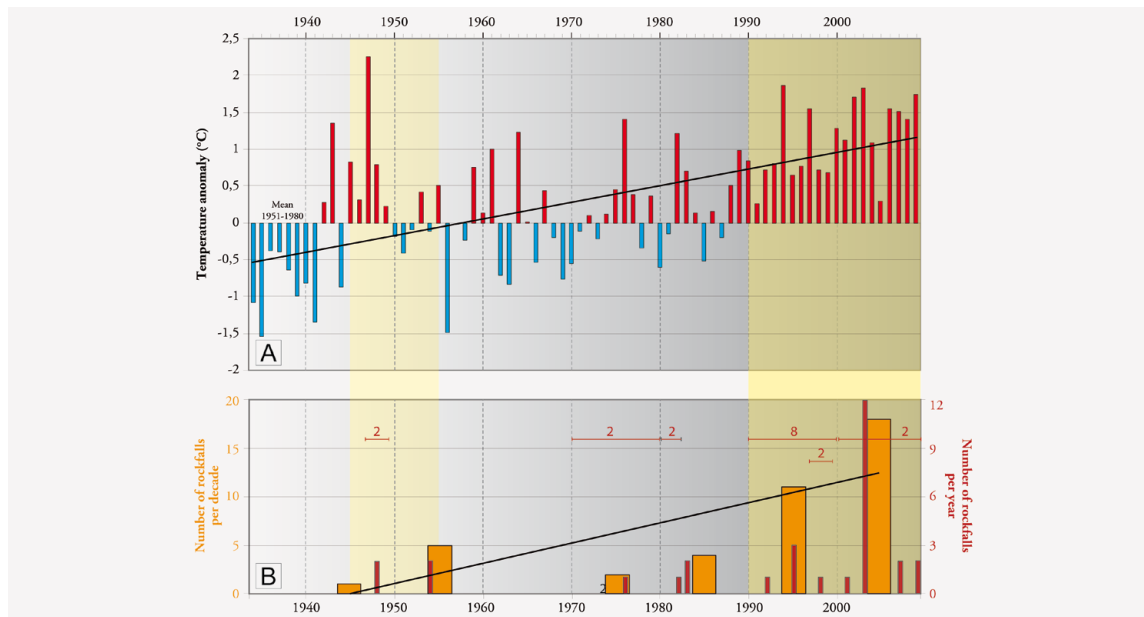 1940 1950 1960 1970 1980 1990 2000
2,5
2
1,5
1
0,5
0
-0,5
-1
-1,5
-2
Temperature anomaly (°C)
Mean
1951-1980
A
20
15
10
5
0
Number of rockfalls
per decade
12
9
6
3
0
Number of rockfalls
per year
2 2 2 8 2
2
2
B
1940 1950 1960 1970 1980 1990 2000